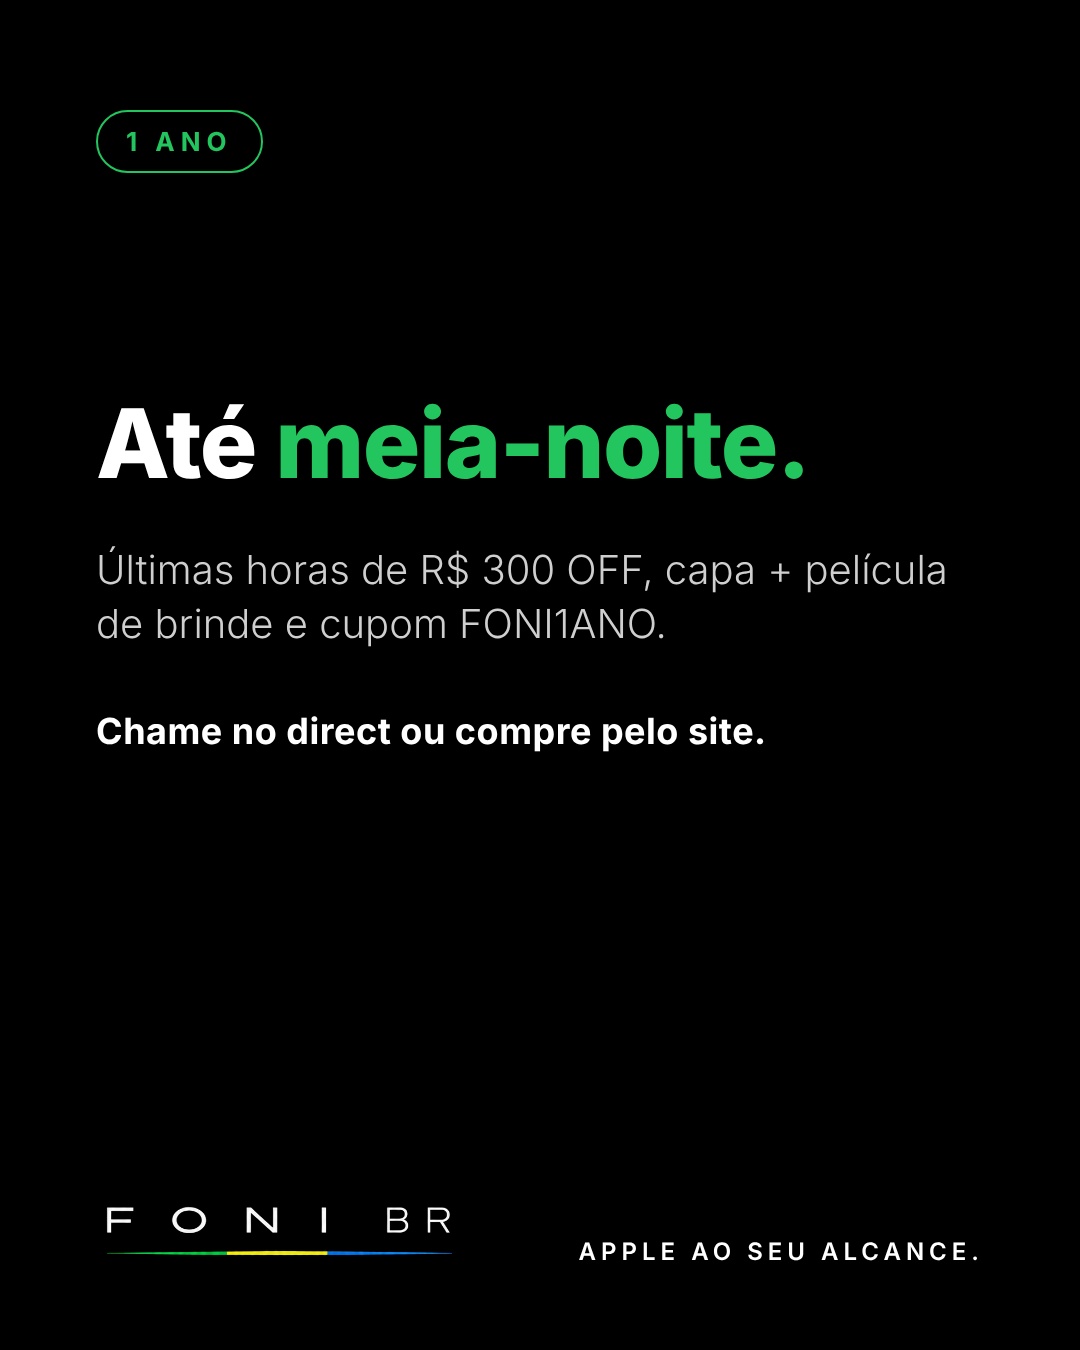 1 ANO
Até meia-noite.
Últimas horas de R$ 300 OFF, capa + película
de brinde e cupom FONI1ANO.
Chame no direct ou compre pelo site.
FONI BR
APPLE AO SEU ALCANCE.